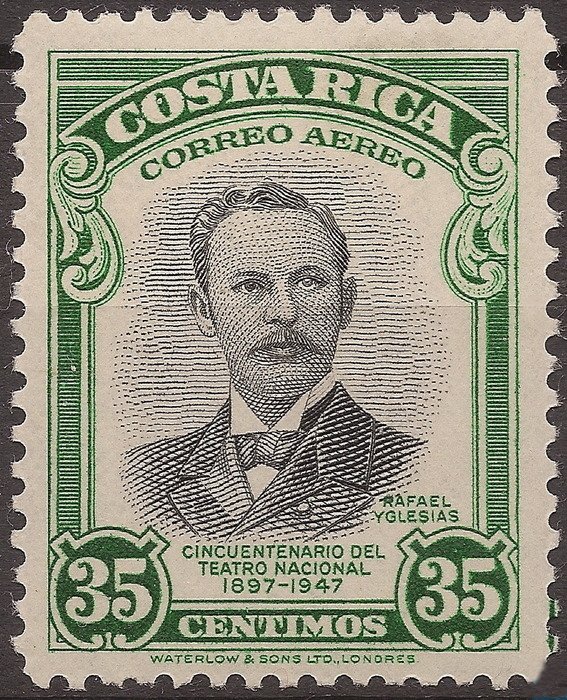 COSTA RICA
CORREO AEREO
RAFAEL
YGLESIAS
CINCUENTENARIO DEL
TEATRO NACIONAL
1897-1947
35 35
CENTIMOS
WATERLOW & SONS LTD., LONDRES.